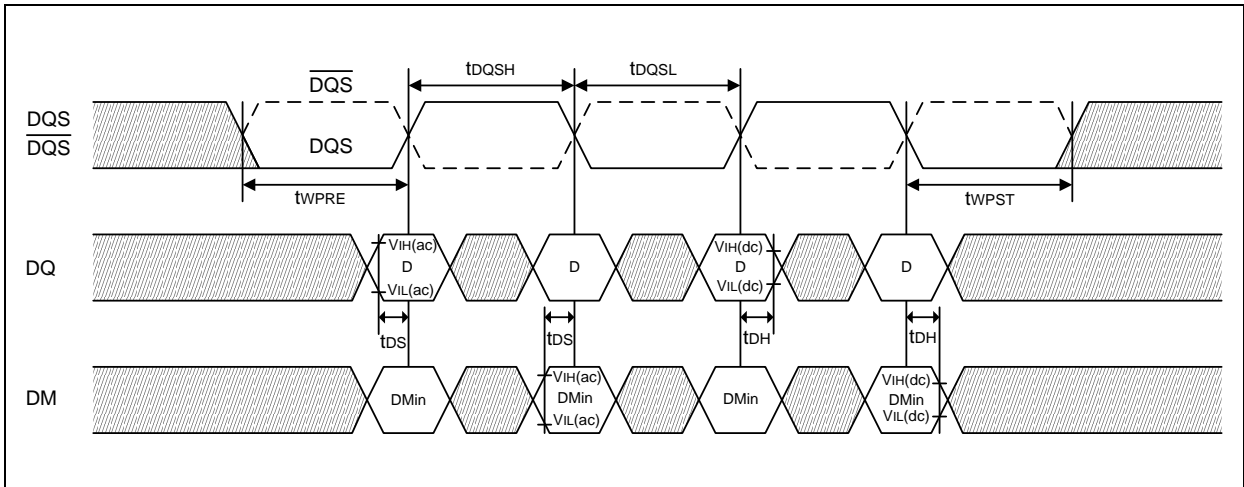 tDQSH
tDQSL
DQS
DQS
DQS
DQS
tWPRE
tWPST
DQ
VIH(ac)
D
VIL(ac)
D
VIH(dc)
D
VIL(dc)
D
tDS
tDS
tDH
tDH
DM
DMin
VIH(ac)
DMin
VIL(ac)
DMin
VIH(dc)
DMin
VIL(dc)